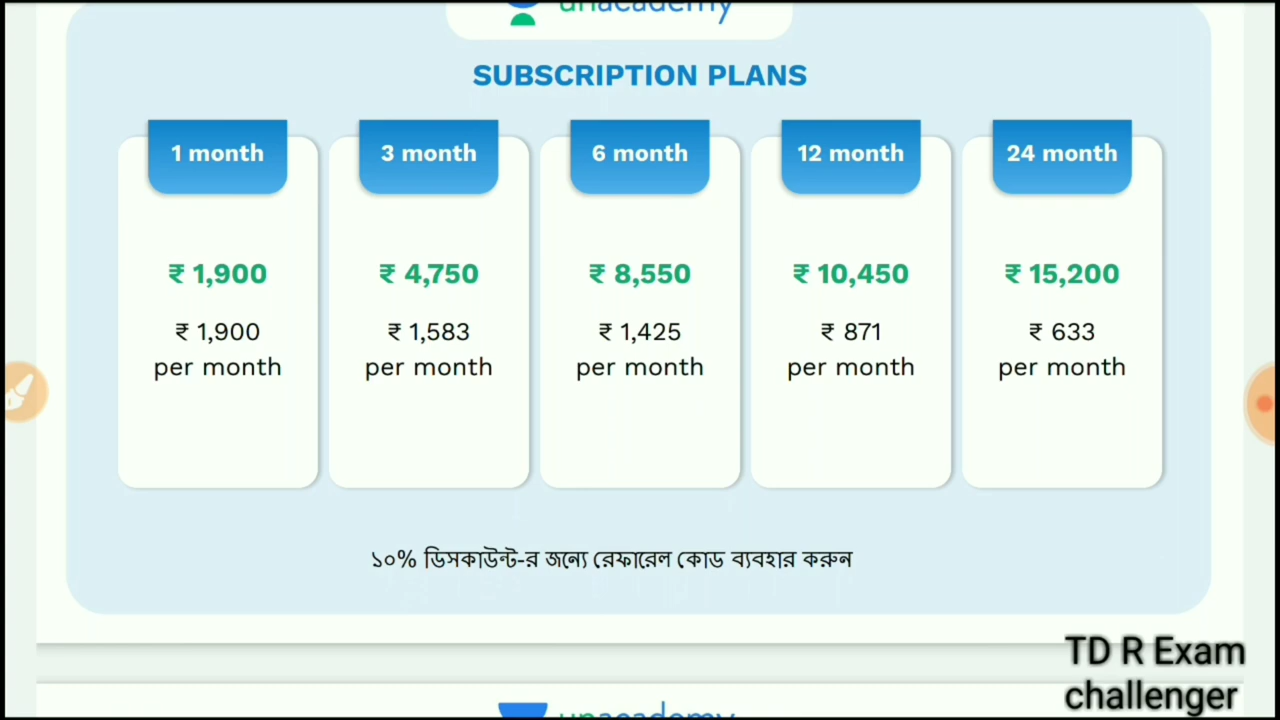 unacademy
SUBSCRIPTION PLANS
1 month
3 month
6 month
12 month
24 month
₹ 1,900
₹ 4,750
₹ 8,550
₹ 10,450
₹ 15,200
₹ 1,900
₹ 1,583
₹ 1,425
₹ 871
₹ 633
per month
per month
per month
per month
per month
১০% ডিসকাউন্ট-র জন্যে রেফারেল কোড ব্যবহার করুন
TD R Exam
challenger
unacademy